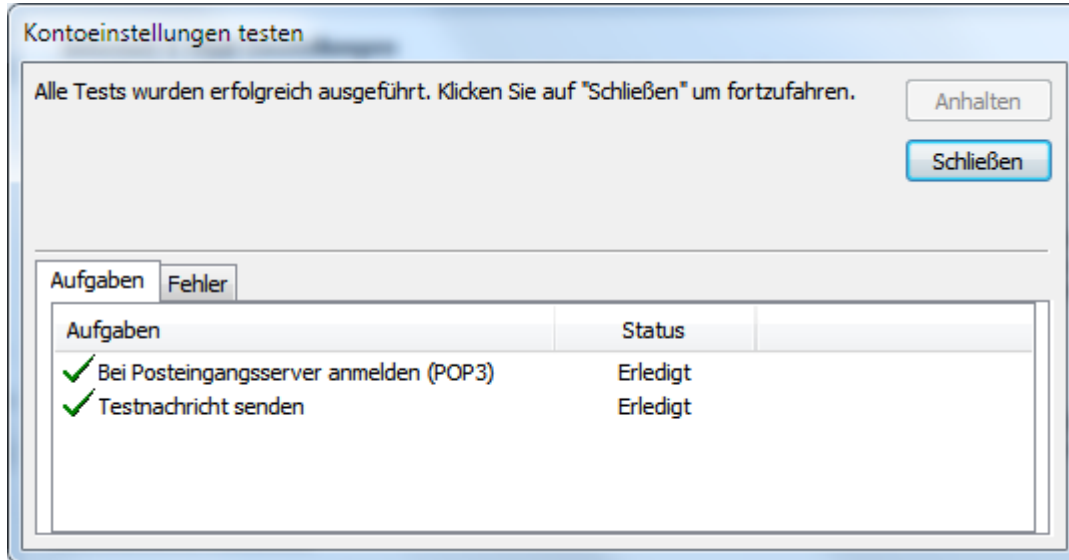 Kontoeinstellungen testen
Alle Tests wurden erfolgreich ausgeführt. Klicken Sie auf "Schließen" um fortzufahren.
Anhalten
Schließen
Aufgaben Fehler
Aufgaben Status
Bei Posteingangsserver anmelden (POP3) Erledigt
Testnachricht senden Erledigt